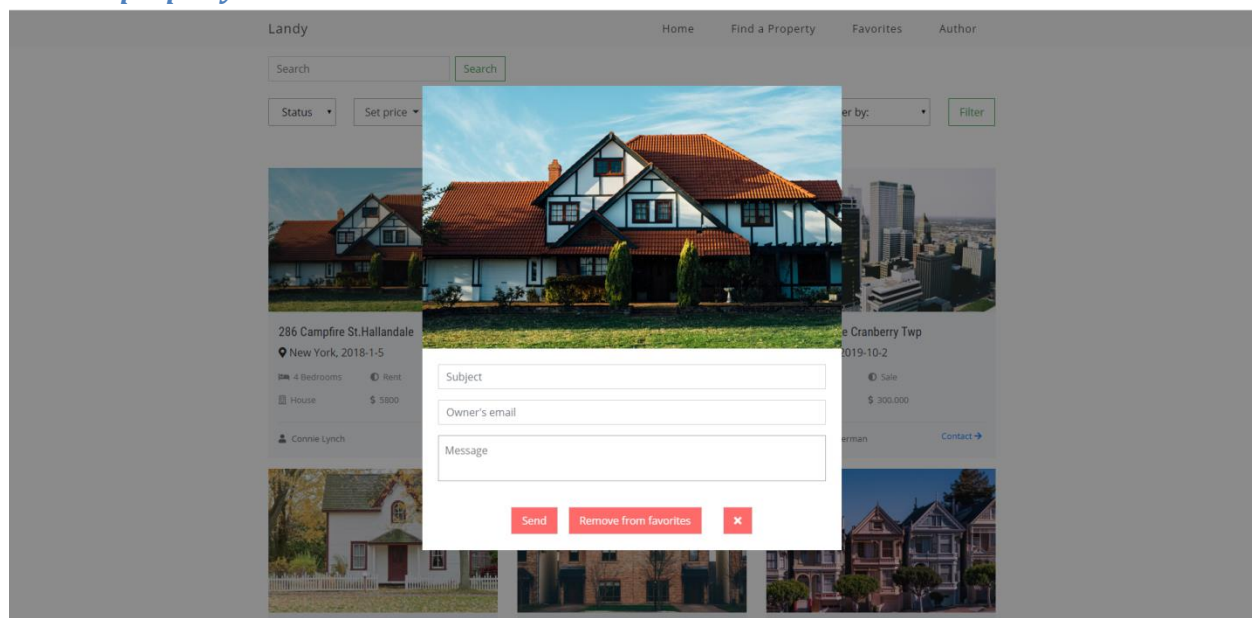 Landy Home Find a Property Favorites Author
Search Search
Status Set price er by: Filter
286 Campfire St.Hallandale
New York, 2018-1-5
4 Bedrooms Rent
House $ 5800
Connie Lynch
e Cranberry Twp
2019-10-2
Sale
$ 300.000
erman Contact
Subject
Owner's email
Message
Send Remove from favorites ×